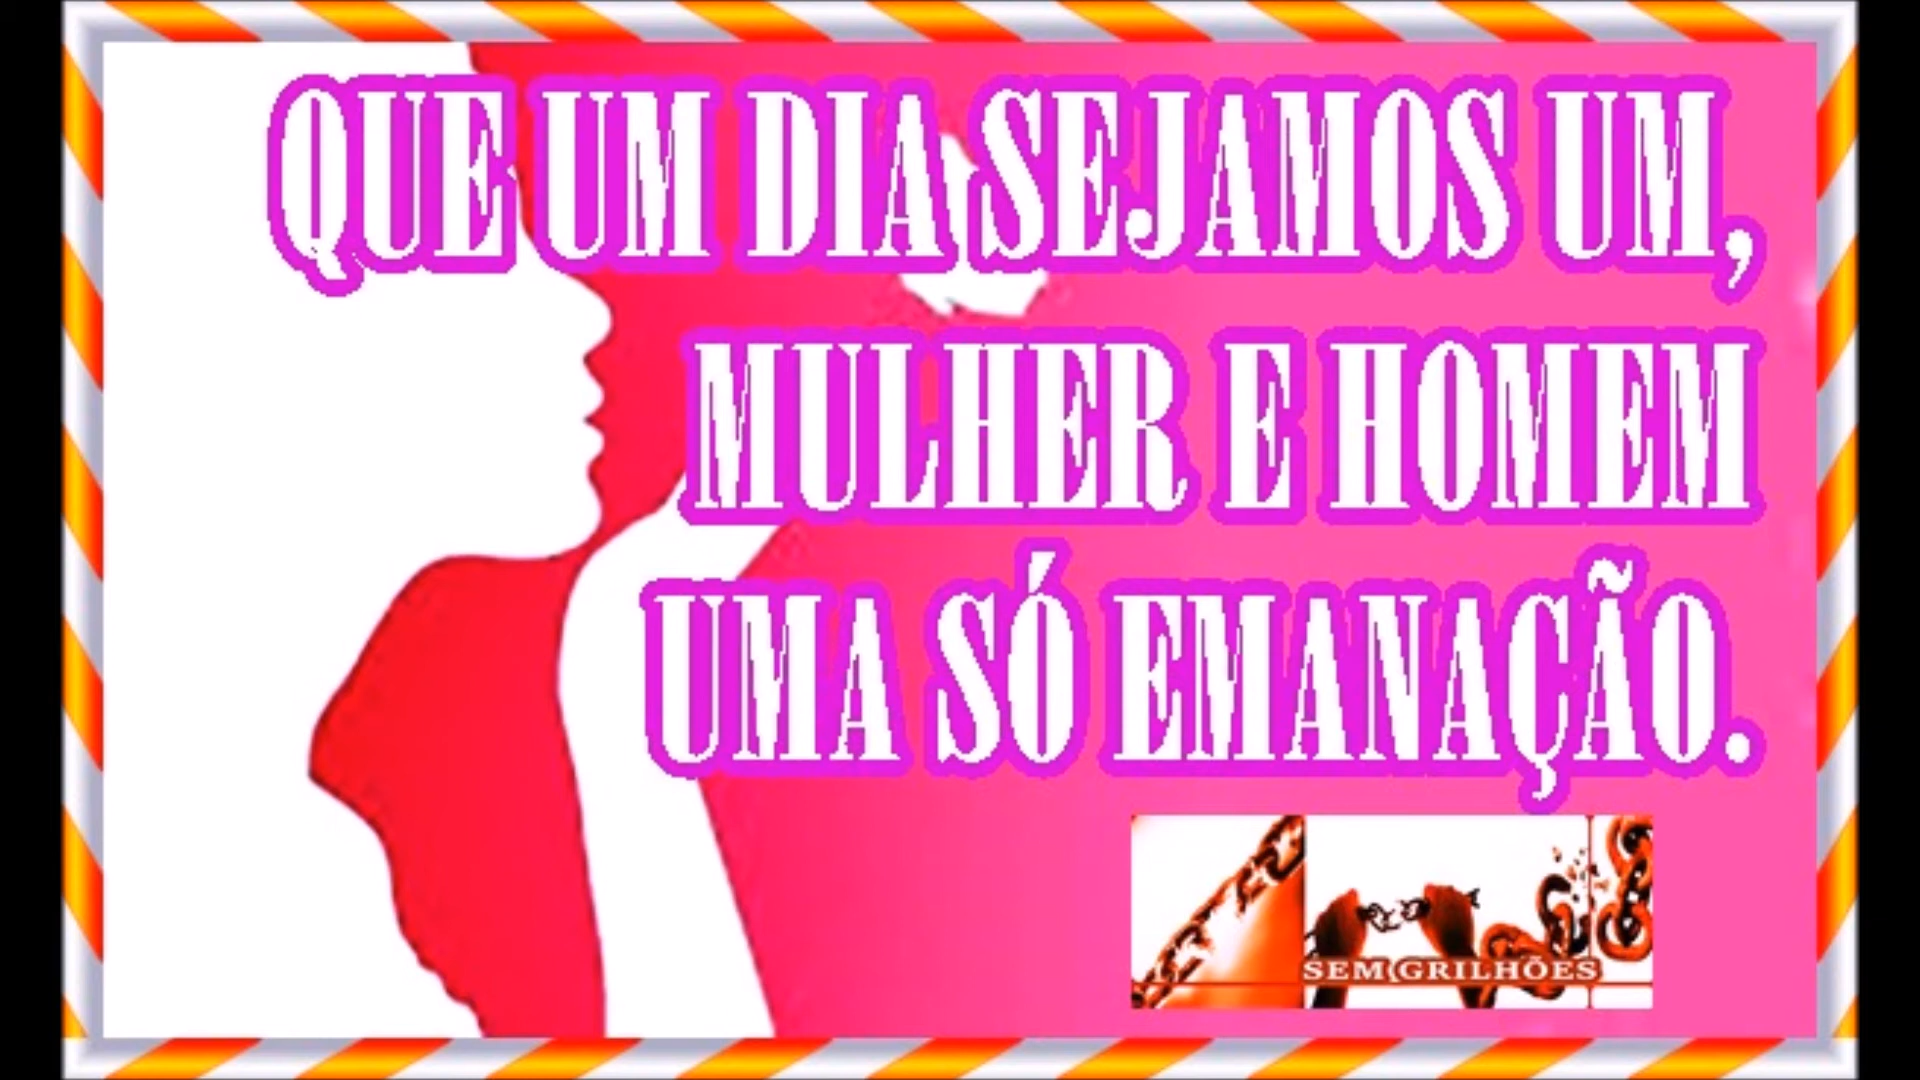 QUE UM DIA SEJAMOS UM,
MULHER E HOMEM
UMA SÓ EMANAÇÃO.
SEM GRILHÕES